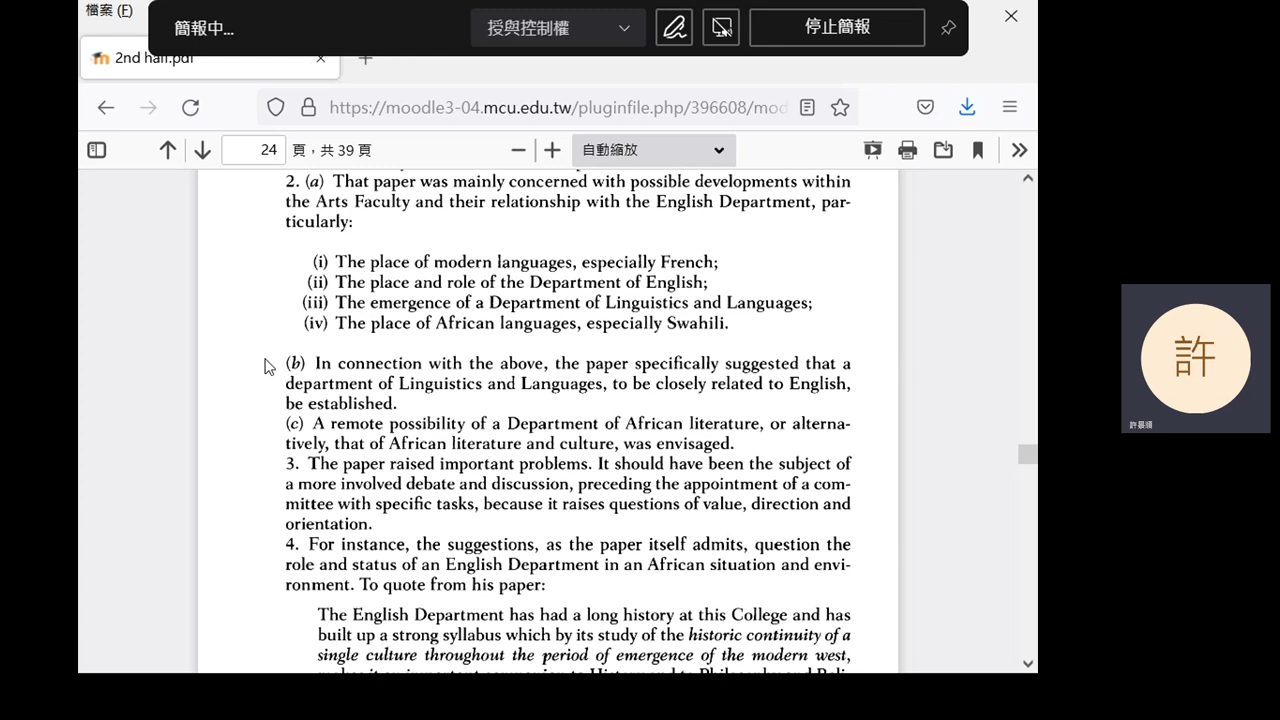 檔案 (F)
簡報中...
授與控制權
停止簡報
2nd half.pdf
https://moodle3-04.mcu.edu.tw/pluginfile.php/396608/mod
24 頁，共 39 頁
自動縮放
2. (a) That paper was mainly concerned with possible developments within
the Arts Faculty and their relationship with the English Department, par-
ticularly:
(i) The place of modern languages, especially French;
(ii) The place and role of the Department of English;
(iii) The emergence of a Department of Linguistics and Languages;
(iv) The place of African languages, especially Swahili.
(b) In connection with the above, the paper specifically suggested that a
department of Linguistics and Languages, to be closely related to English,
be established.
(c) A remote possibility of a Department of African literature, or alterna-
tively, that of African literature and culture, was envisaged.
3. The paper raised important problems. It should have been the subject of
a more involved debate and discussion, preceding the appointment of a com-
mittee with specific tasks, because it raises questions of value, direction and
orientation.
4. For instance, the suggestions, as the paper itself admits, question the
role and status of an English Department in an African situation and envi-
ronment. To quote from his paper:
The English Department has had a long history at this College and has
built up a strong syllabus which by its study of the historic continuity of a
single culture throughout the period of emergence of the modern west,
許
許景順